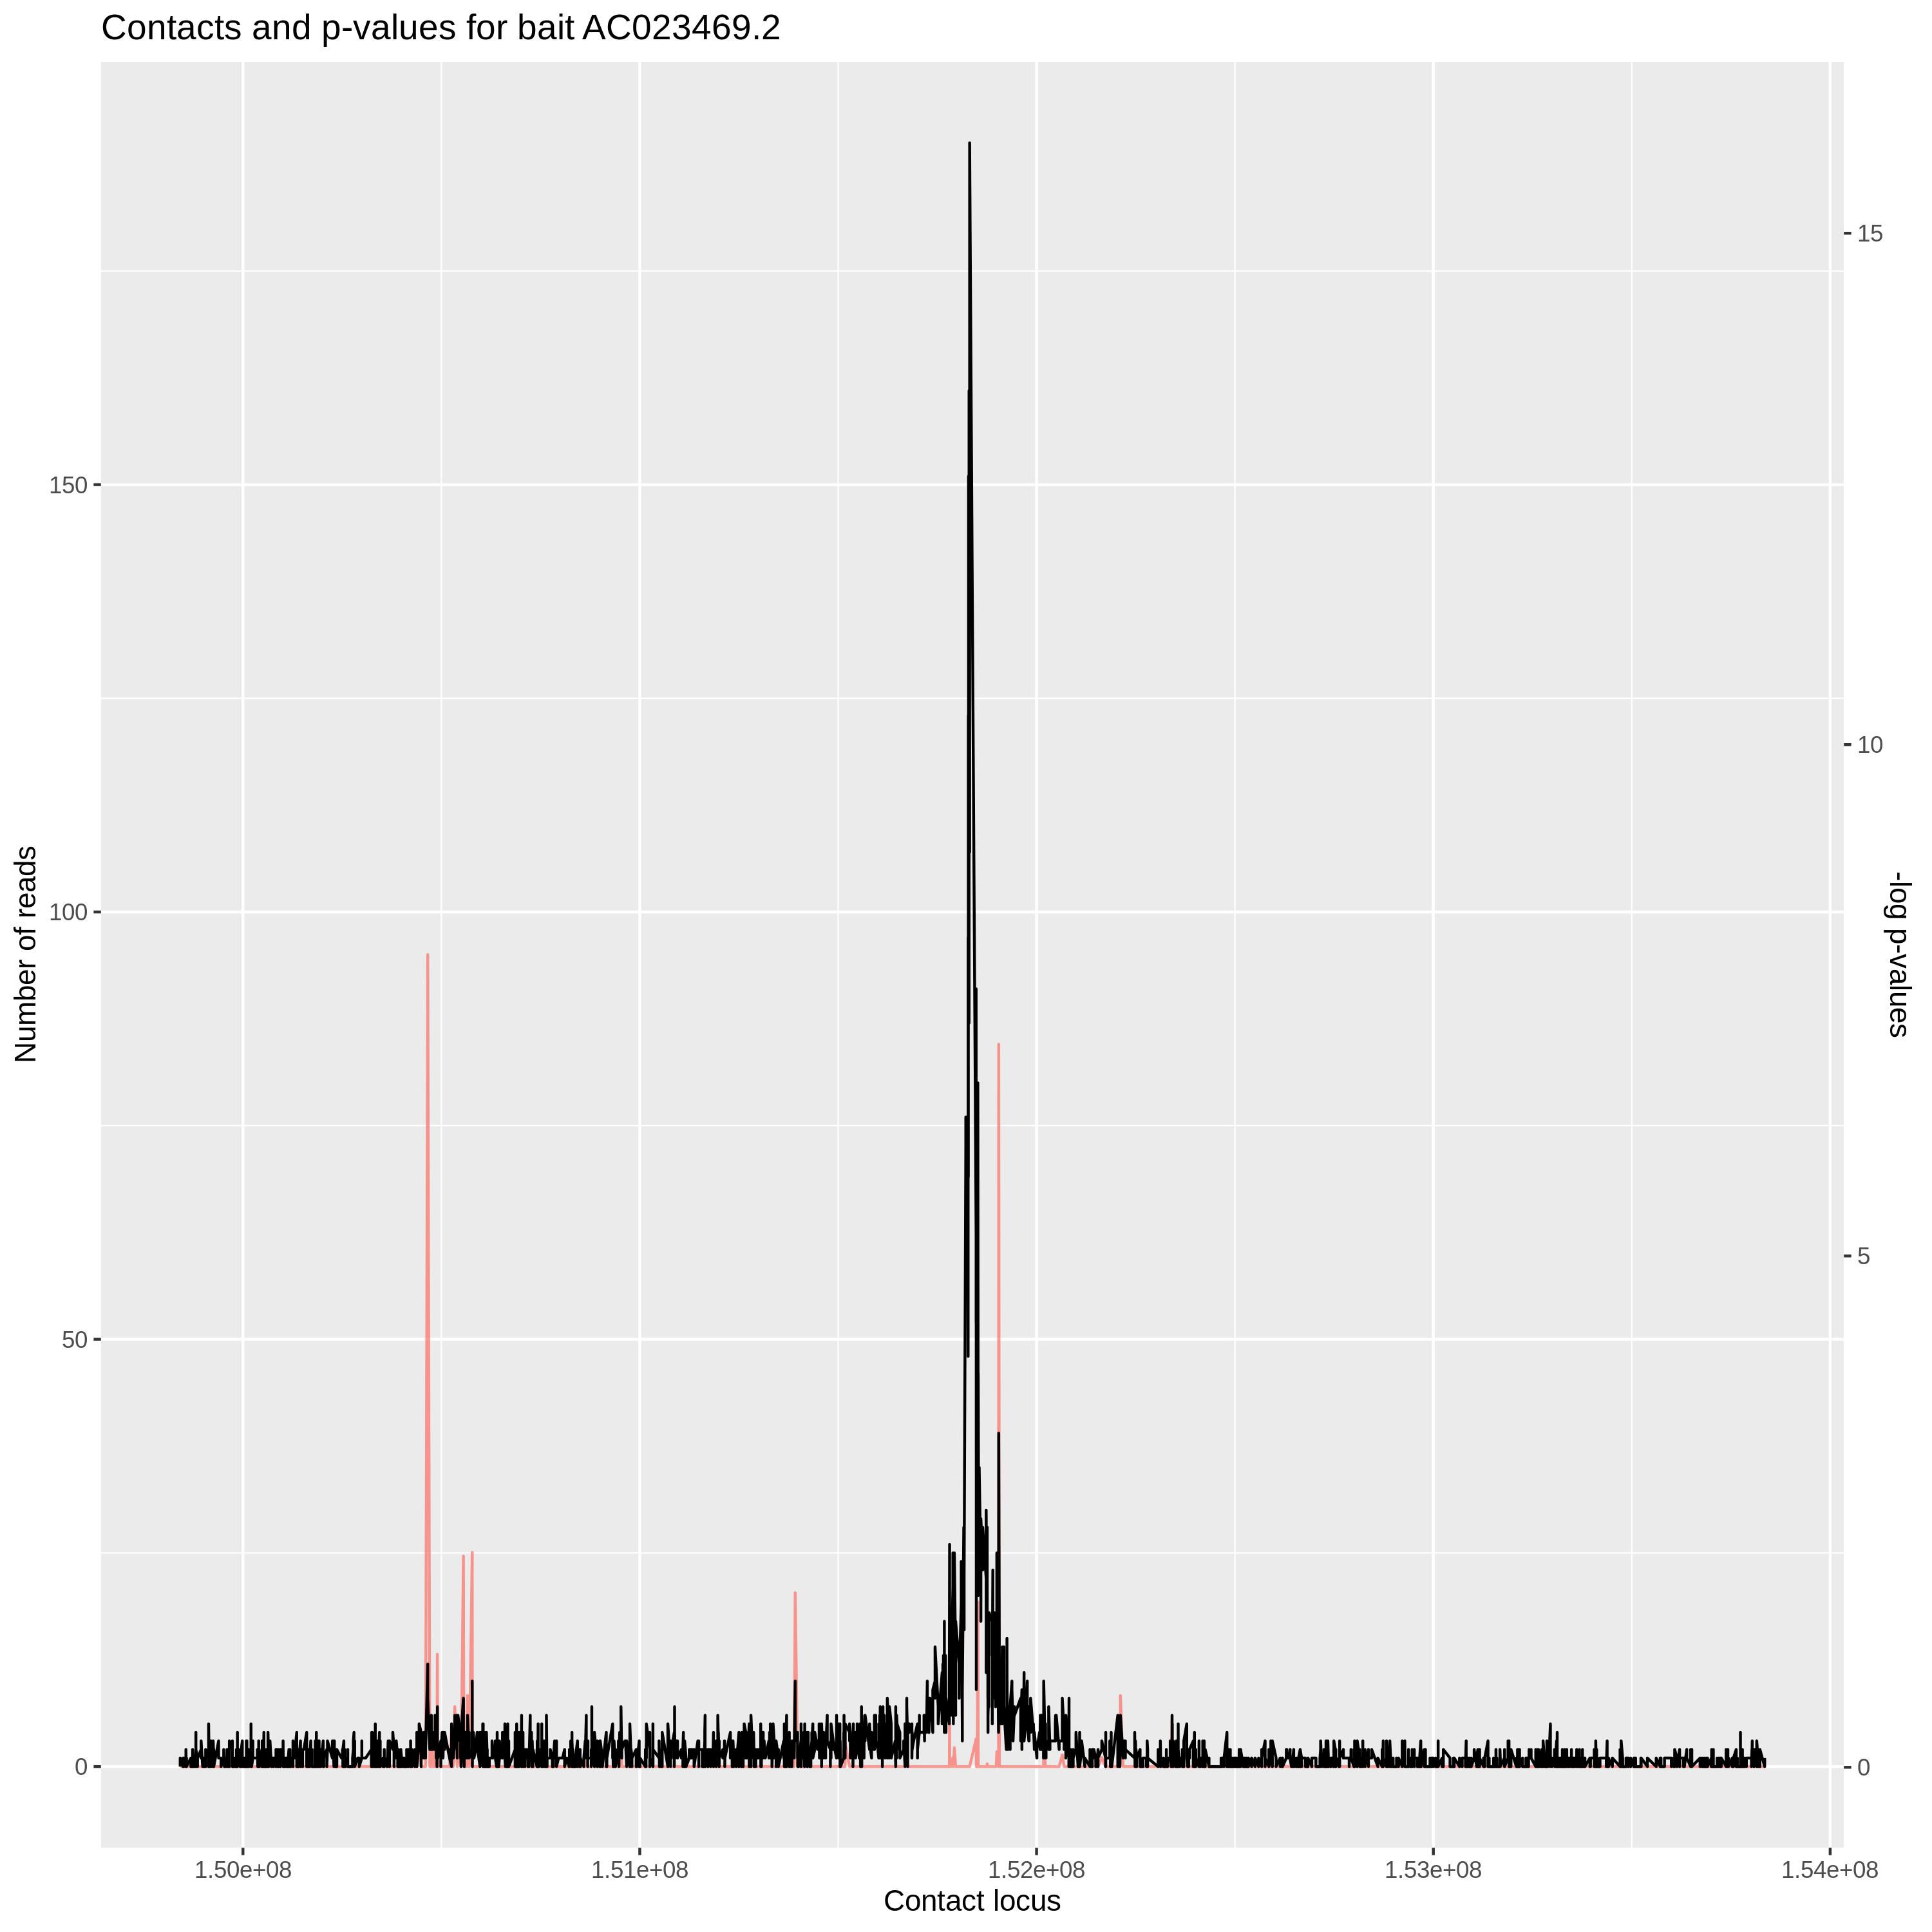 Contacts and p-values for bait AC023469.2
Number of reads
150
100
50
0
15
10
5
0
-log p-values
1.50e+08 1.51e+08 1.52e+08 1.53e+08 1.54e+08
Contact locus